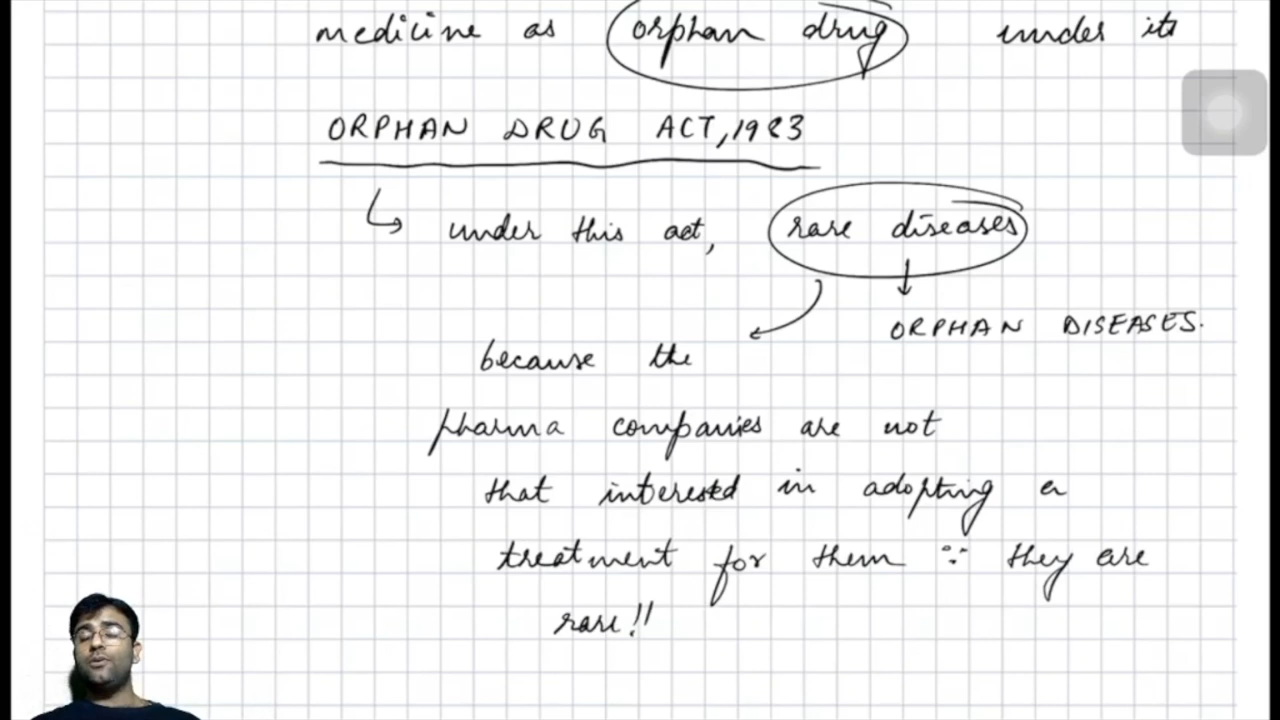 medicine as orphan drug under its
ORPHAN DRUG ACT, 1983
under this act, rare diseases
ORPHAN DISEASES.
because the
pharma companies are not
that interested in adopting a
treatment for them ∵ they are
rare!!